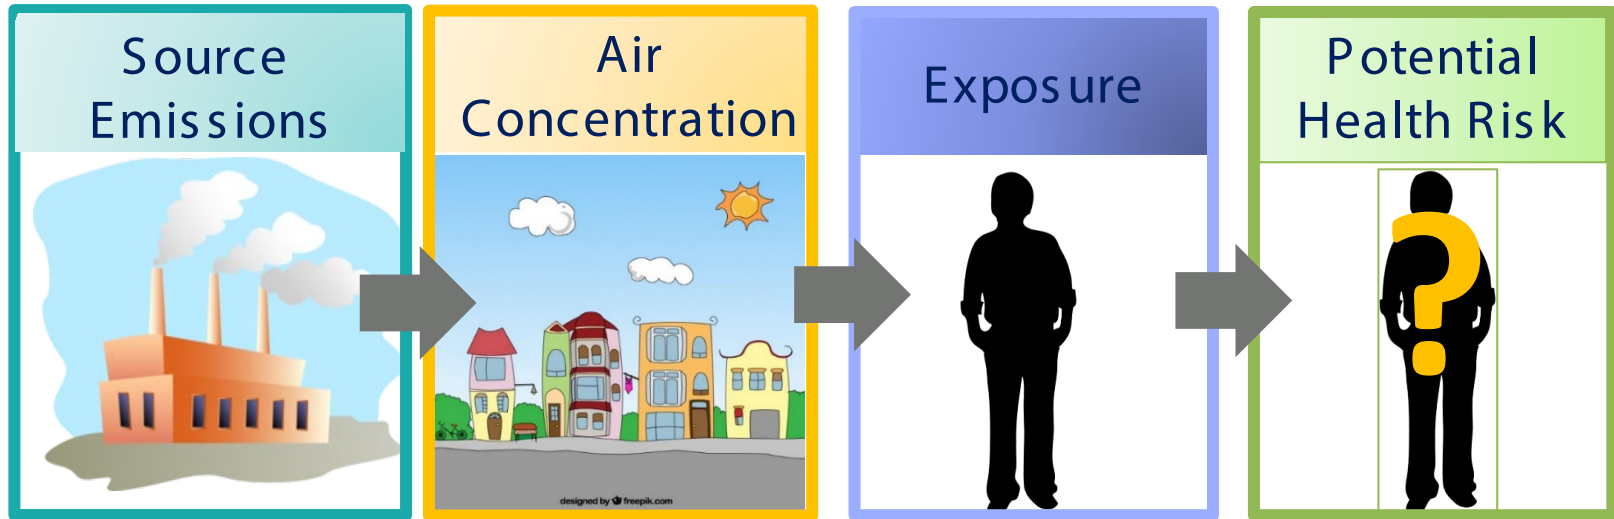 Source
Emissions
Air
Concentration
Exposure
Potential
Health Risk
?
designed by freepik.com